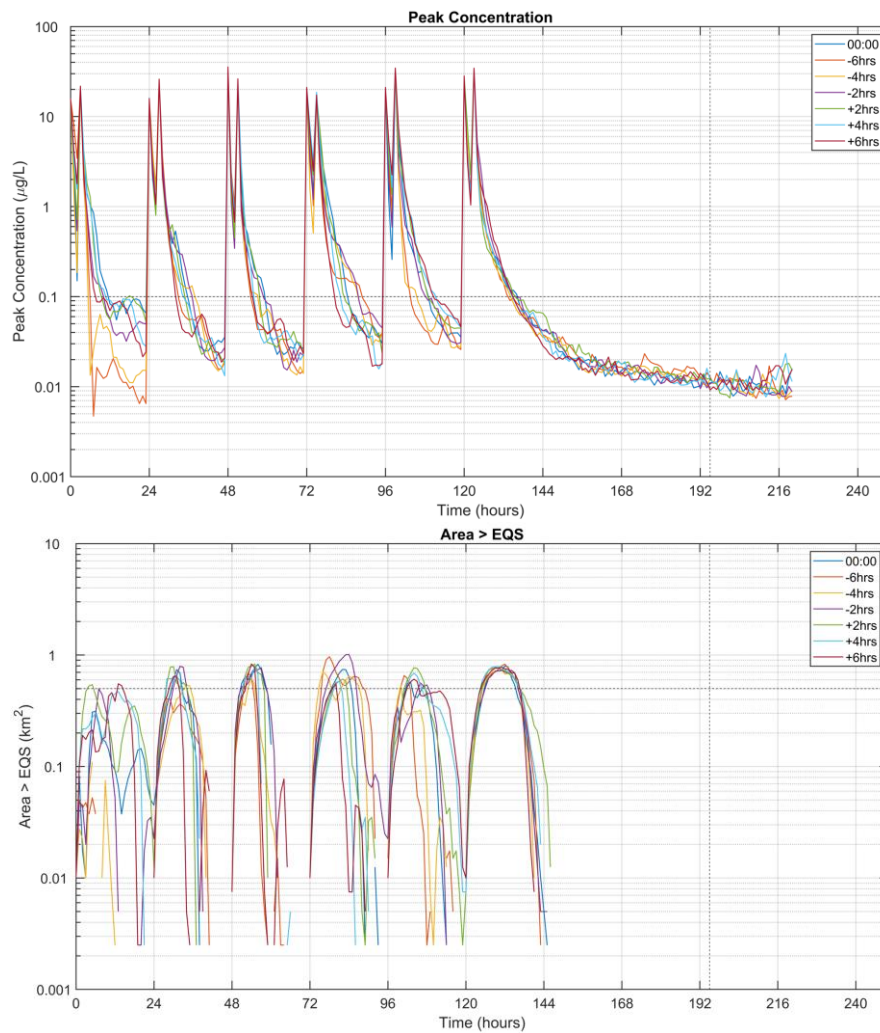 Peak Concentration
Peak Concentration (µg/L)
100
10
1
0.1
0.01
0.001
0
24
48
72
96
120
144
168
192
216
240
Time (hours)
00:00
-6hrs
-4hrs
-2hrs
+2hrs
+4hrs
+6hrs
Area > EQS
Area > EQS (km²)
10
1
0.1
0.01
0.001
0
24
48
72
96
120
144
168
192
216
240
Time (hours)
00:00
-6hrs
-4hrs
-2hrs
+2hrs
+4hrs
+6hrs